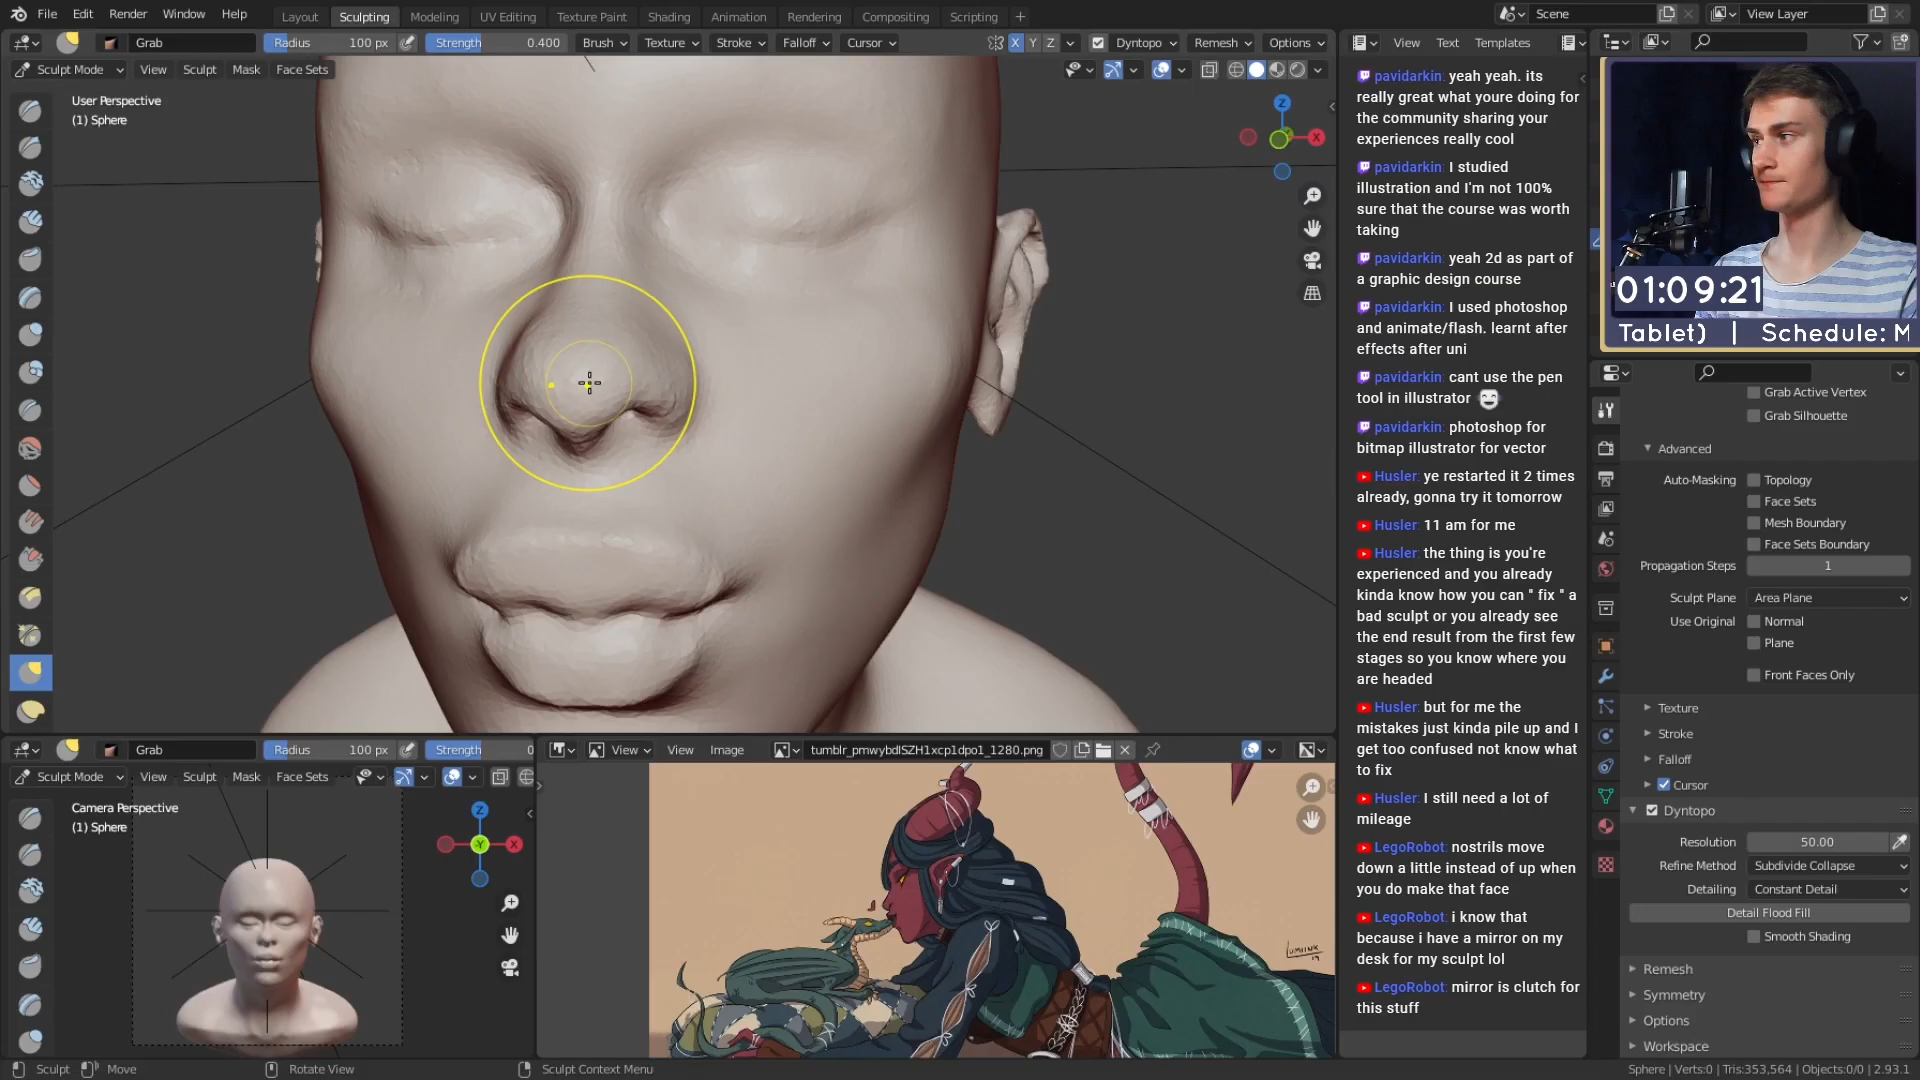 File Edit Render Window Help
Layout Sculpting Modeling UV Editing Texture Paint Shading Animation Rendering Compositing Scripting +
Scene
View Layer
Grab Radius 100 px Strength 0.400 Brush Texture Stroke Falloff Cursor X Y Z Dyntopo Remesh Options
View Text Templates
Sculpt Mode View Sculpt Mask Face Sets
User Perspective
(1) Sphere
Z
X
pavidarkin: yeah yeah. its
really great what youre doing for
the community sharing your
experiences really cool
pavidarkin: I studied
illustration and I'm not 100%
sure that the course was worth
taking
pavidarkin: yeah 2d as part of
a graphic design course
pavidarkin: I used photoshop
and animate/flash. learnt after
effects after uni
pavidarkin: cant use the pen
tool in illustrator
pavidarkin: photoshop for
bitmap illustrator for vector
Husler: ye restarted it 2 times
already, gonna try it tomorrow
Husler: 11 am for me
Husler: the thing is you're
experienced and you already
kinda know how you can " fix " a
bad sculpt or you already see
the end result from the first few
stages so you know where you
are headed
Husler: but for me the
mistakes just kinda pile up and I
get too confused not know what
to fix
Husler: I still need a lot of
mileage
LegoRobot: nostrils move
down a little instead of up when
you do make that face
LegoRobot: i know that
because i have a mirror on my
desk for my sculpt lol
LegoRobot: mirror is clutch for
this stuff
01:09:21
Tablet) | Schedule: M
Grab Active Vertex
Grab Silhouette
Advanced
Auto-Masking Topology
Face Sets
Mesh Boundary
Face Sets Boundary
Propagation Steps 1
Sculpt Plane Area Plane
Use Original Normal
Plane
Front Faces Only
Texture
Stroke
Falloff
Cursor
Dyntopo
Resolution 50.00
Refine Method Subdivide Collapse
Detailing Constant Detail
Detail Flood Fill
Smooth Shading
Remesh
Symmetry
Options
Workspace
Grab Radius 100 px Strength 0
Sculpt Mode View Sculpt Mask Face Sets
Camera Perspective
(1) Sphere
Z
-Y
X
View View Image tumblr_pmwybdlSZH1xcp1dpo1_1280.png
LUMIINK
19
Sculpt Move Rotate View Sculpt Context Menu
Sphere | Verts:0 | Tris:353,564 | Objects:0/0 | 2.93.1